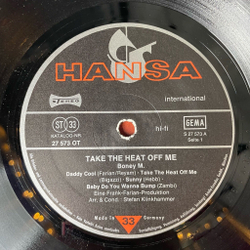 HANSA
international
STEREO
hi-fi
ST 33
KATALOG-NR.
27 573 OT
GEMA
S 27 573 A
Seite 1
TAKE THE HEAT OFF ME
Boney M.
Daddy Cool (Farian/Reyam) - Take The Heat Off Me
(Bigazzi) - Sunny (Hebb) -
Baby Do You Wanna Bump (Zambi)
Eine Frank-Farian-Produktion
Arr.: & Cond.: Stefan Klinkhammer
Made In 33 Germany